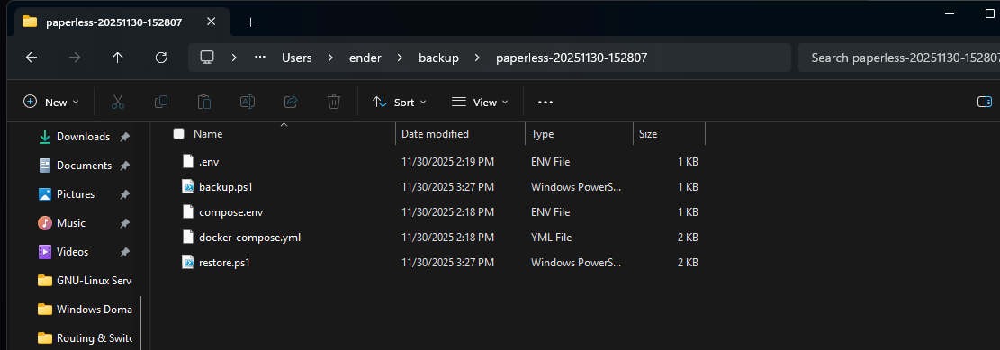 paperless-20251130-152807
Users ender backup paperless-20251130-152807 Search paperless-20251130-152807
New Sort View
Name Date modified Type Size
Downloads
Documents
Pictures
Music
Videos
GNU-Linux Serv
Windows Doma
Routing & Switc
.env 11/30/2025 2:19 PM ENV File 1 KB
backup.ps1 11/30/2025 3:27 PM Windows PowerS... 1 KB
compose.env 11/30/2025 2:18 PM ENV File 1 KB
docker-compose.yml 11/30/2025 2:18 PM YML File 2 KB
restore.ps1 11/30/2025 3:27 PM Windows PowerS... 2 KB